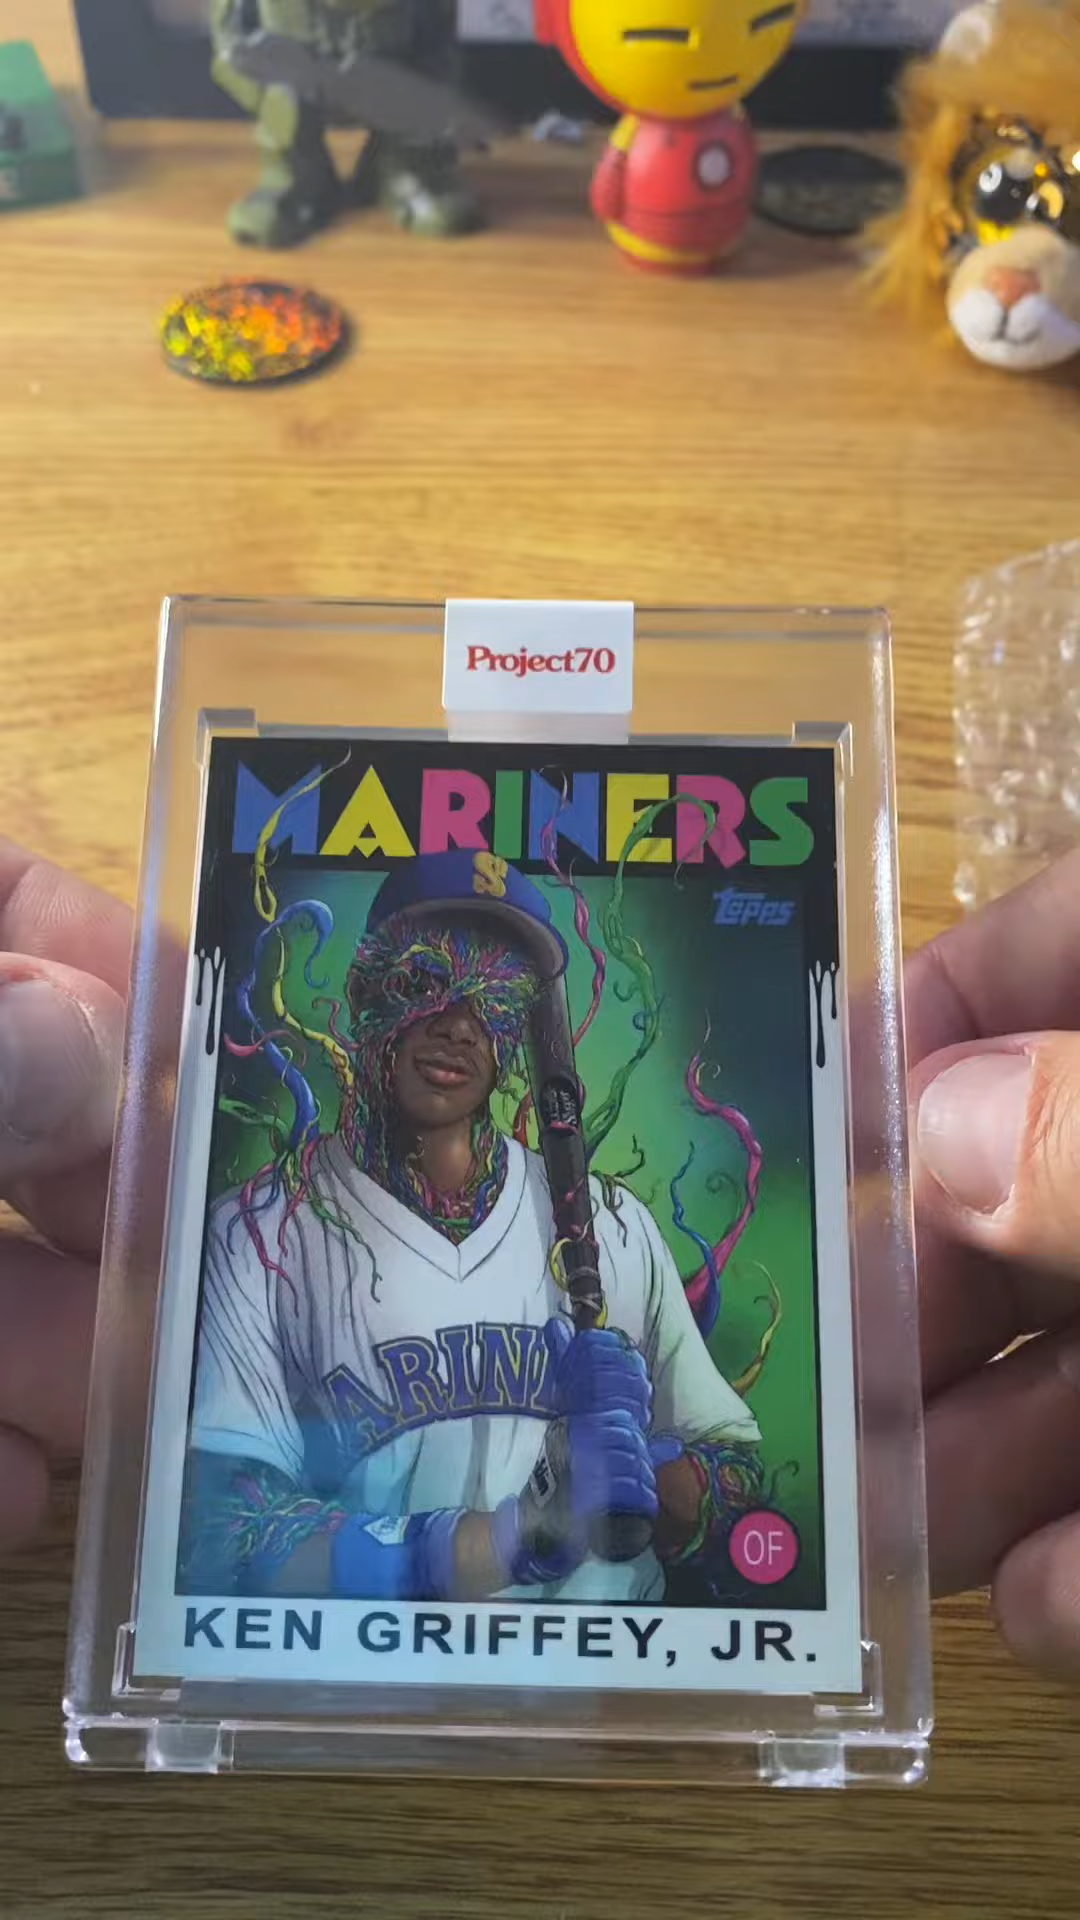 Project70
MARINERS
S
Topps
ARIN
OF
KEN GRIFFEY, JR.